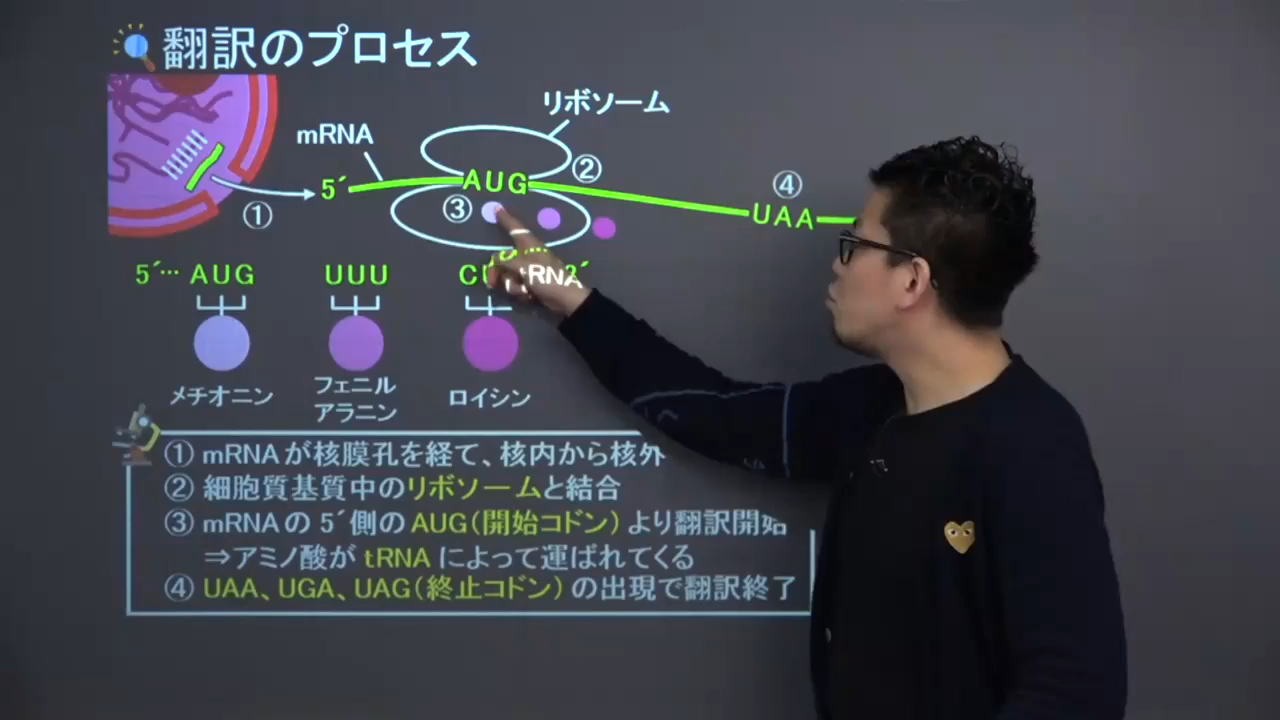 翻訳のプロセス
リボソーム
mRNA
5´ AUG ②
④
① ③
UAA
5´… AUG UUU
3´
メチオニン
フェニル
アラニン
ロイシン
① mRNAが核膜孔を経て、核内から核外
② 細胞質基質中のリボソームと結合
③ mRNAの5´側のAUG(開始コドン)より翻訳開始
⇒アミノ酸がtRNAによって運ばれてくる
④ UAA、UGA、UAG(終止コドン)の出現で翻訳終了